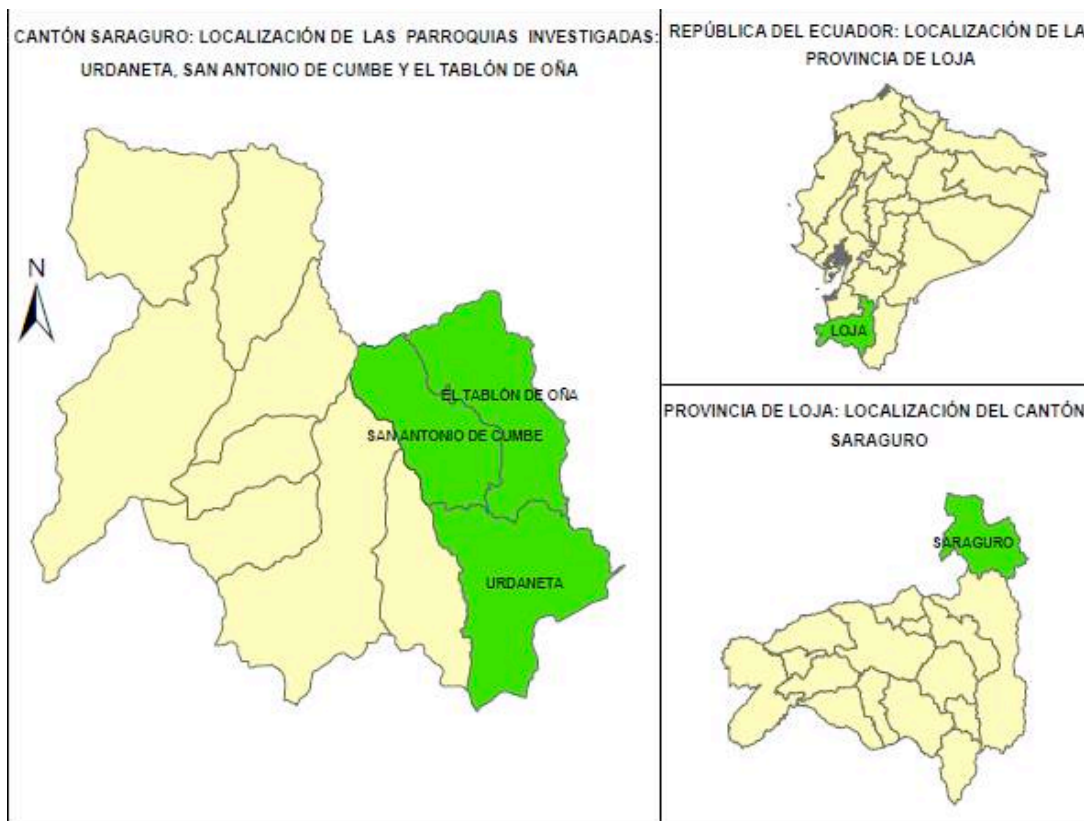 CANTÓN SARAGURO: LOCALIZACIÓN DE LAS PARROQUIAS INVESTIGADAS:
URDANETA, SAN ANTONIO DE CUMBE Y EL TABLÓN DE OÑA
N
EL TABLÓN DE OÑA
SAN ANTONIO DE CUMBE
URDANETA
REPÚBLICA DEL ECUADOR: LOCALIZACIÓN DE LA
PROVINCIA DE LOJA
LOJA
PROVINCIA DE LOJA: LOCALIZACIÓN DEL CANTÓN
SARAGURO
SARAGURO